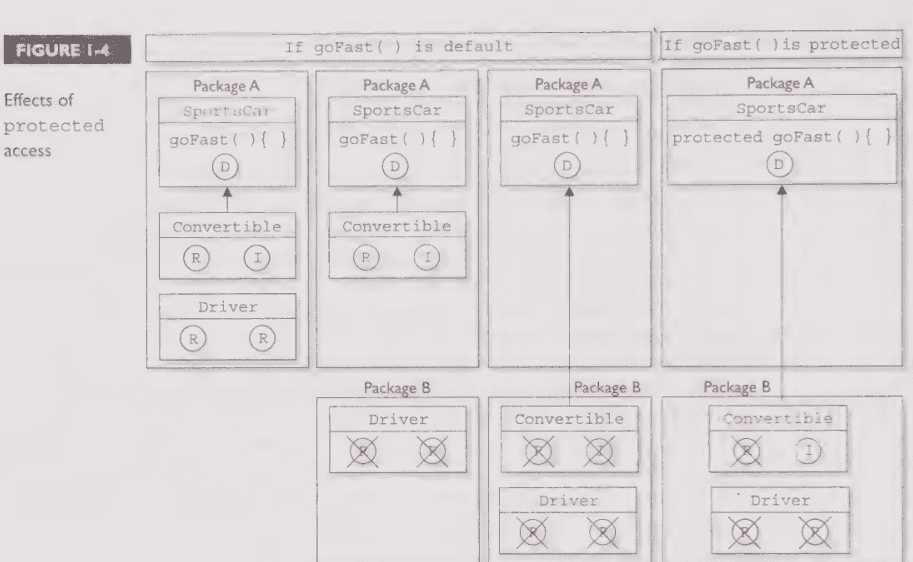 FIGURE 1-4
Effects of
protected
access
If goFast( ) is default
If goFast( )is protected
Package A
SportsCar
goFast( ){ }
D
Convertible
R I
Driver
R R
Package A
SportsCar
goFast( ){ }
D
Convertible
R I
Package B
Driver
R R
Package A
SportsCar
goFast( ){ }
D
Package B
Convertible
R I
Driver
R R
Package A
SportsCar
protected goFast( ){ }
D
Package B
Convertible
R I
Driver
R R